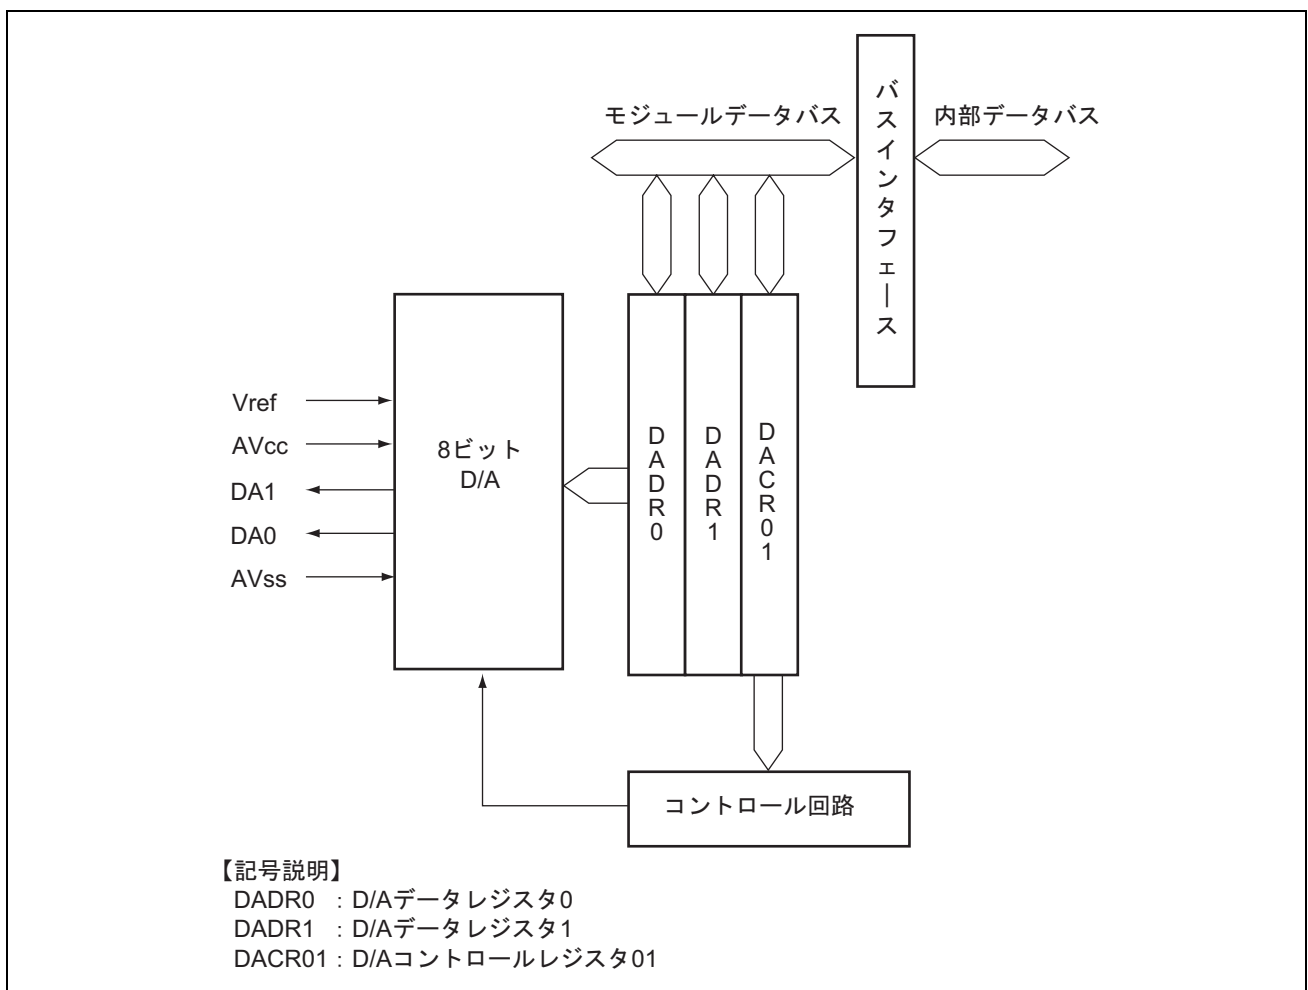 モジュールデータバス
バスインタフェース
内部データバス
Vref
AVcc
DA1
DA0
AVss
8ビット
D/A
DADR0
DADR1
DACR01
コントロール回路
【記号説明】
DADR0 : D/Aデータレジスタ0
DADR1 : D/Aデータレジスタ1
DACR01 : D/Aコントロールレジスタ01